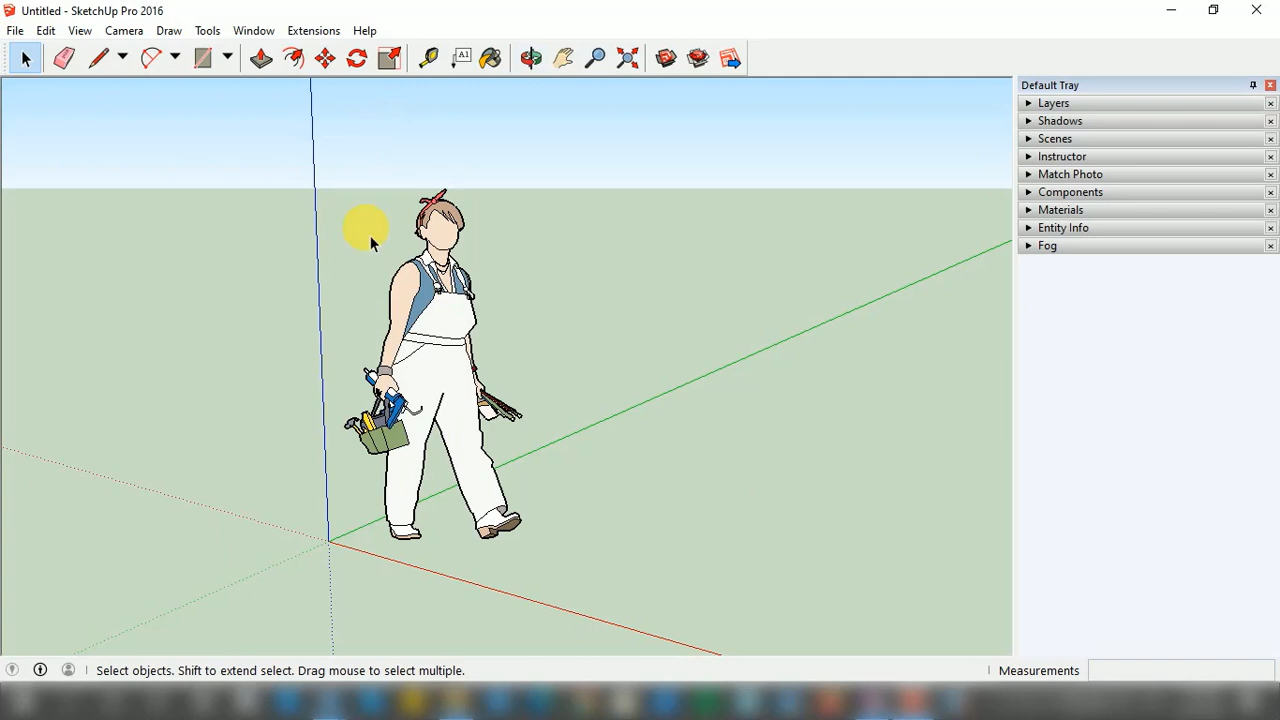 Untitled - SketchUp Pro 2016
File Edit View Camera Draw Tools Window Extensions Help
A1
Default Tray
Layers
Shadows
Scenes
Instructor
Match Photo
Components
Materials
Entity Info
Fog
Select objects. Shift to extend select. Drag mouse to select multiple.
Measurements